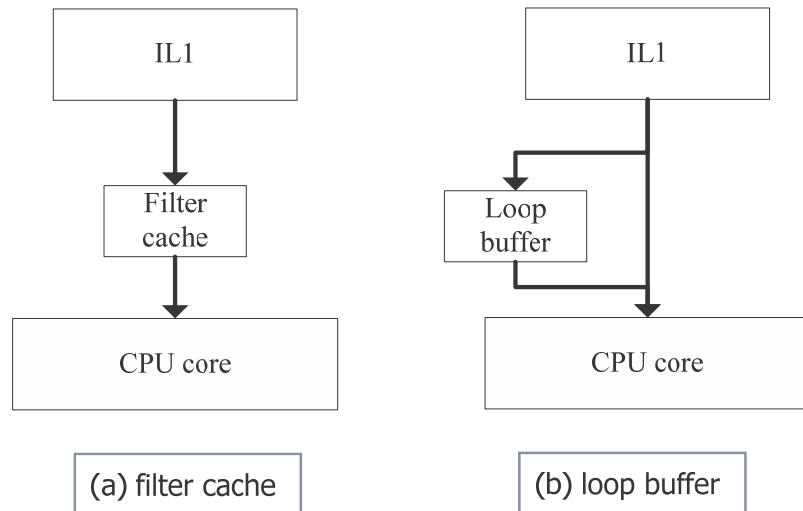 IL1
IL1
Filter
cache
Loop
buffer
CPU core
CPU core
(a) filter cache
(b) loop buffer